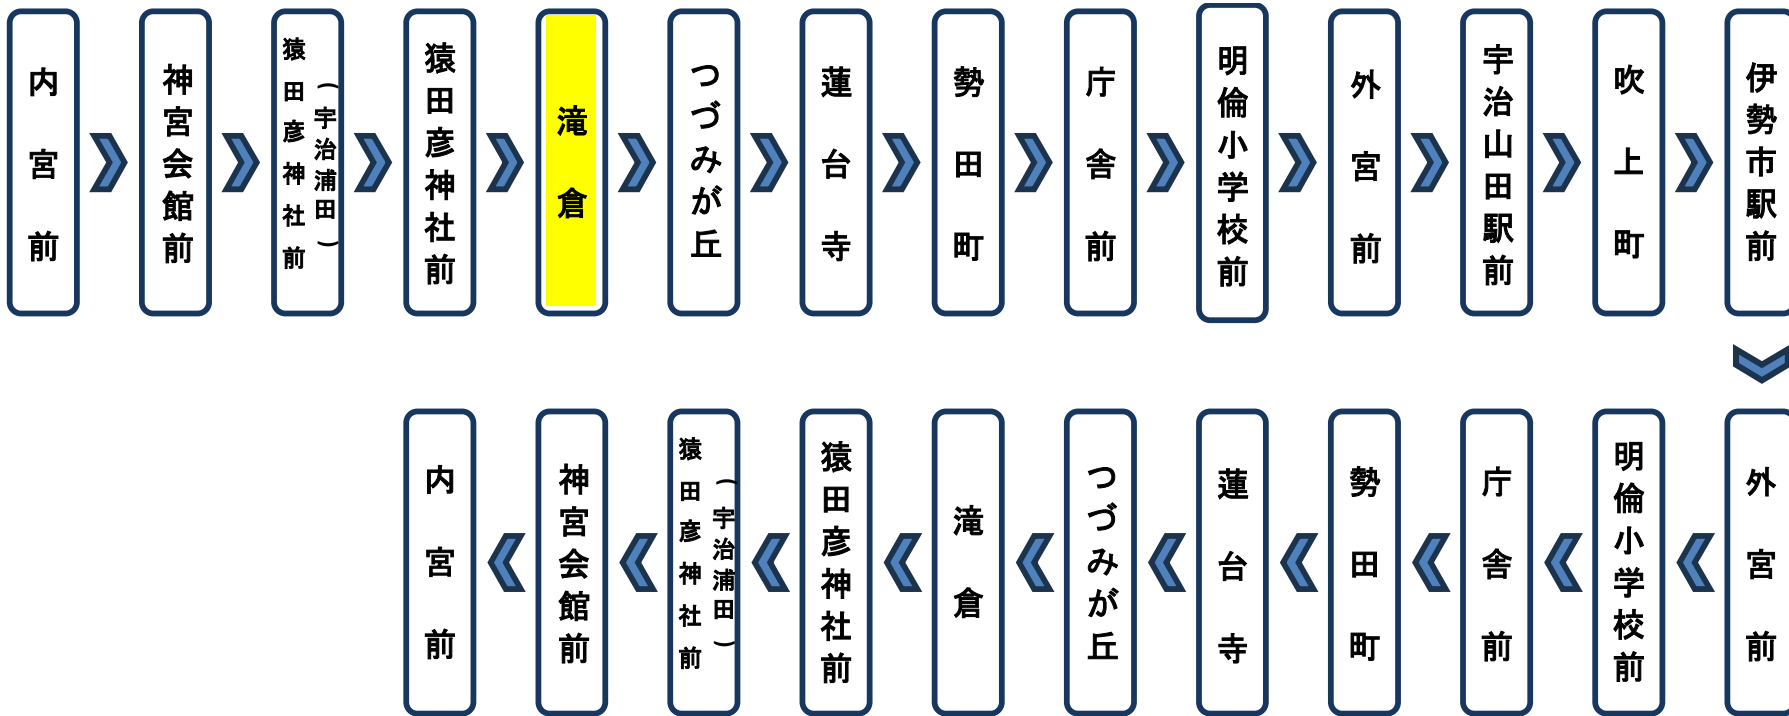 内宮前
神宮会館前
猿田彦神社前
（宇治浦田）
猿田彦神社前
滝倉
つづみが丘
蓮台寺
勢田町
庁舎前
明倫小学校前
外宮前
宇治山田駅前
吹上町
伊勢市駅前
外宮前
明倫小学校前
庁舎前
勢田町
蓮台寺
つづみが丘
滝倉
猿田彦神社前
猿田彦神社前
（宇治浦田）
神宮会館前
内宮前